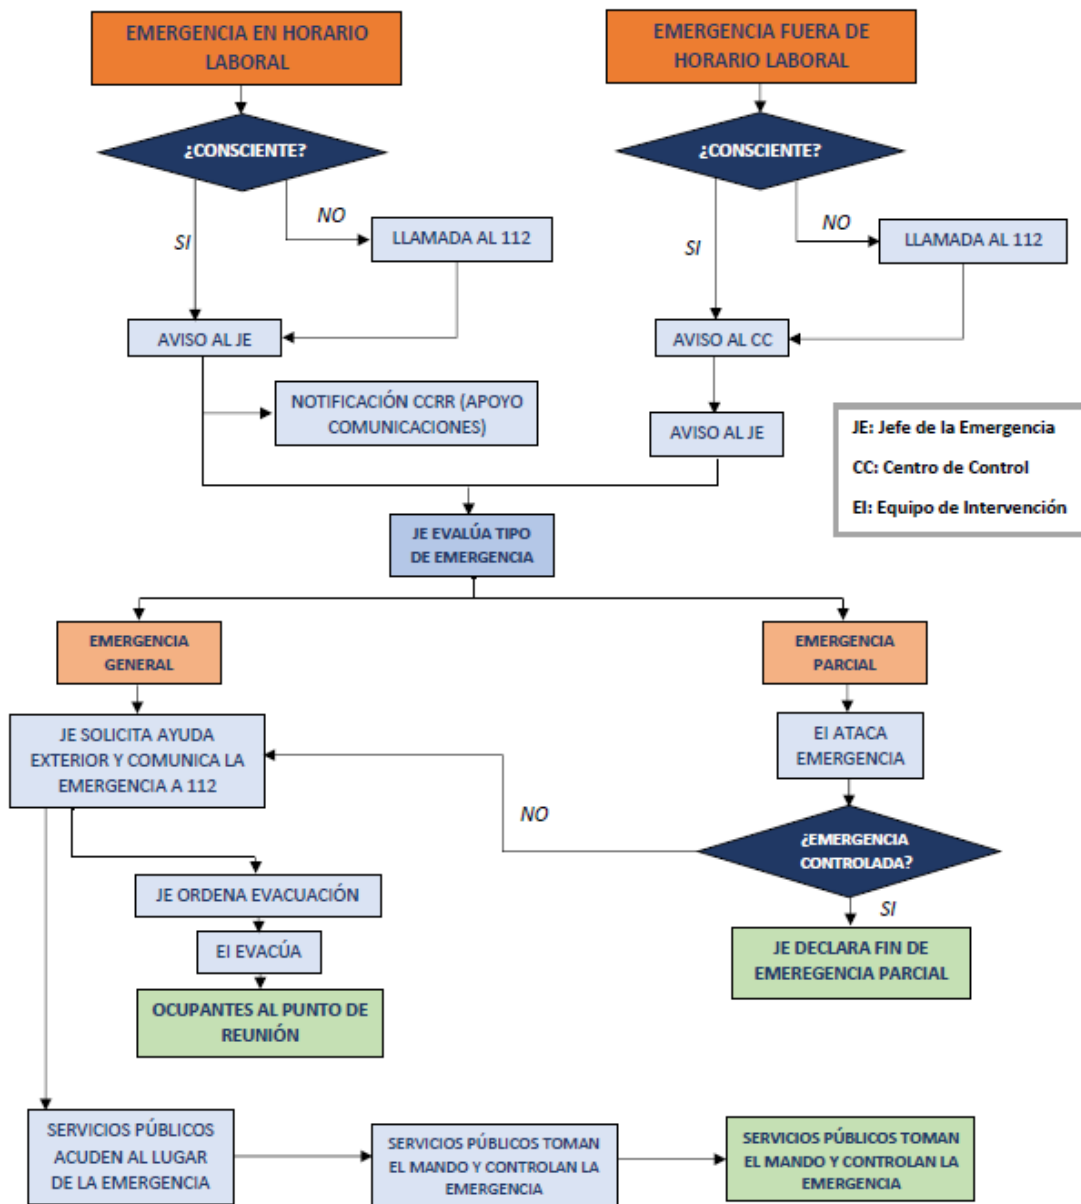 EMERGENCIA EN HORARIO
LABORAL
EMERGENCIA FUERA DE
HORARIO LABORAL
¿CONSCIENTE?
¿CONSCIENTE?
NO
LLAMADA AL 112
SI
NO
LLAMADA AL 112
SI
AVISO AL JE
AVISO AL CC
NOTIFICACIÓN CCRR (APOYO
COMUNICACIONES)
AVISO AL JE
JE: Jefe de la Emergencia
CC: Centro de Control
EI: Equipo de Intervención
JE EVALÚA TIPO
DE EMERGENCIA
EMERGENCIA
GENERAL
EMERGENCIA
PARCIAL
JE SOLICITA AYUDA
EXTERIOR Y COMUNICA LA
EMERGENCIA A 112
EI ATACA
EMERGENCIA
NO
¿EMERGENCIA
CONTROLADA?
SI
JE ORDENA EVACUACIÓN
EI EVACÚA
JE DECLARA FIN DE
EMEREGENCIA PARCIAL
OCUPANTES AL PUNTO DE
REUNIÓN
SERVICIOS PÚBLICOS
ACUDEN AL LUGAR
DE LA EMERGENCIA
SERVICIOS PÚBLICOS TOMAN
EL MANDO Y CONTROLAN LA
EMERGENCIA
SERVICIOS PÚBLICOS TOMAN
EL MANDO Y CONTROLAN LA
EMERGENCIA